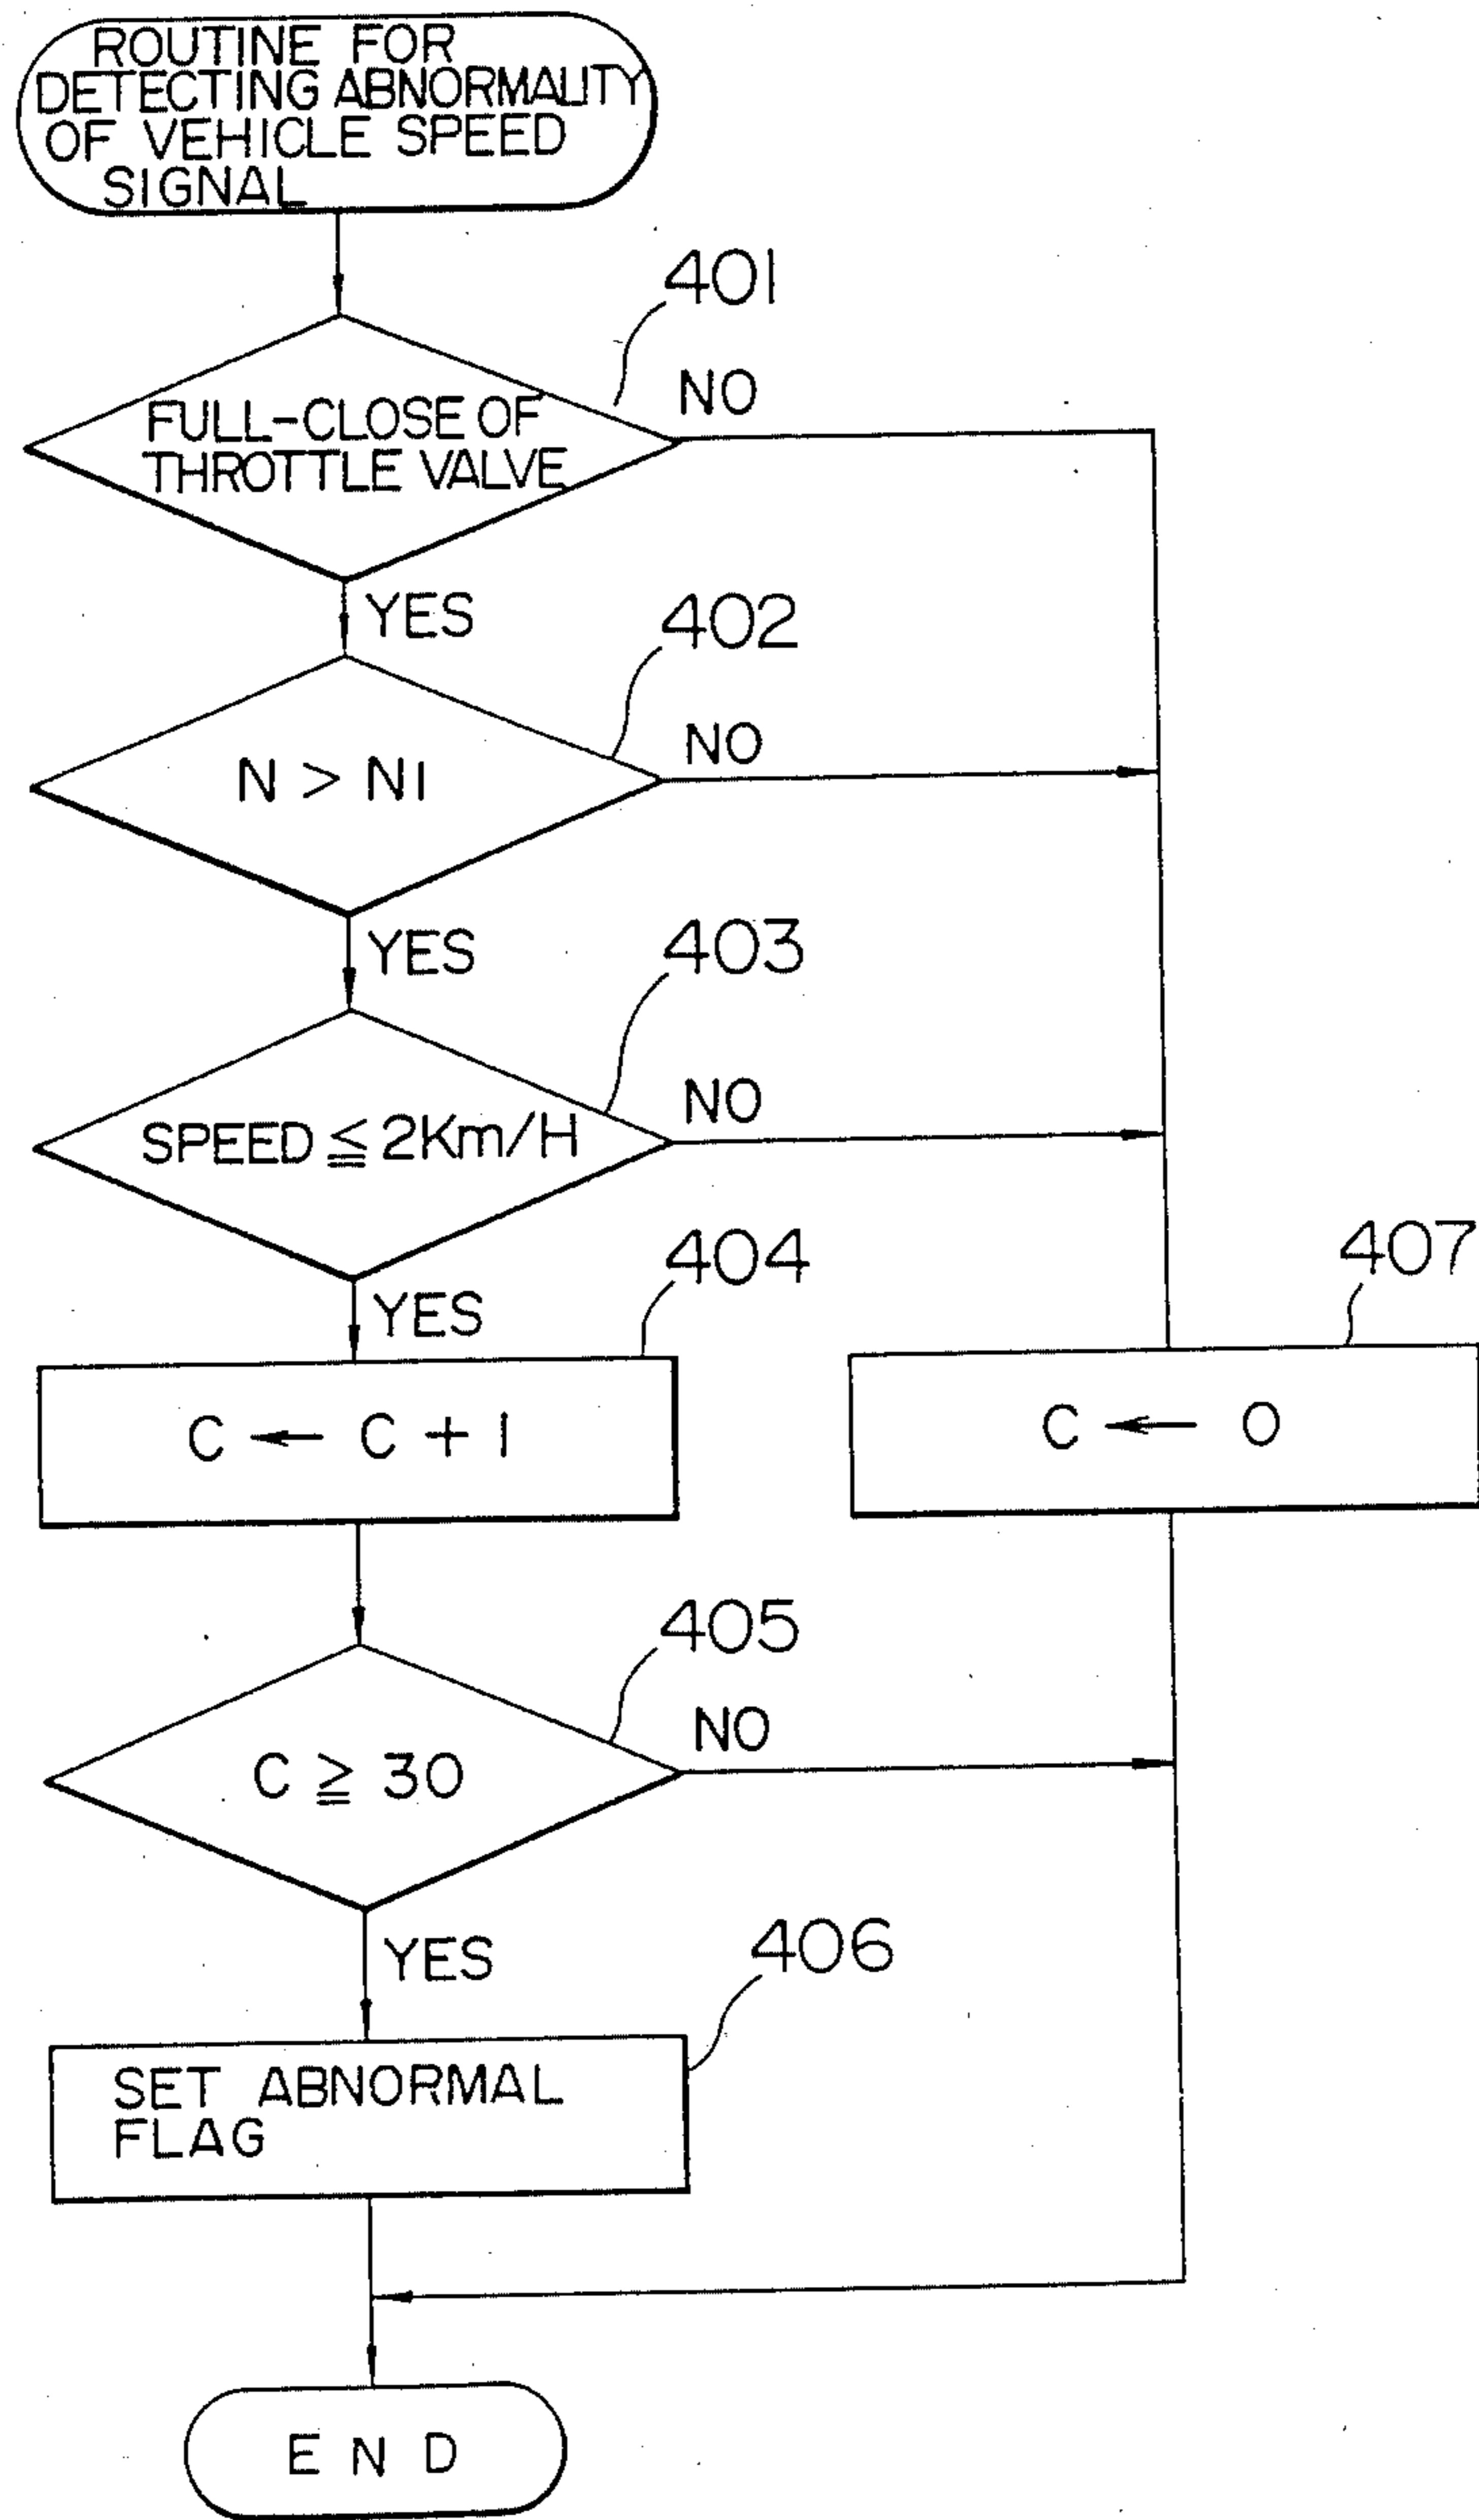 ROUTINE FOR
DETECTING ABNORMALITY
OF VEHICLE SPEED
SIGNAL
401
NO
FULL-CLOSE OF
THROTTLE VALVE
YES
402
NO
N > N1
YES
403
NO
SPEED ≦ 2Km/H
YES
404
407
C ← C + 1
C ← 0
405
NO
C ≧ 30
YES
406
SET ABNORMAL
FLAG
END